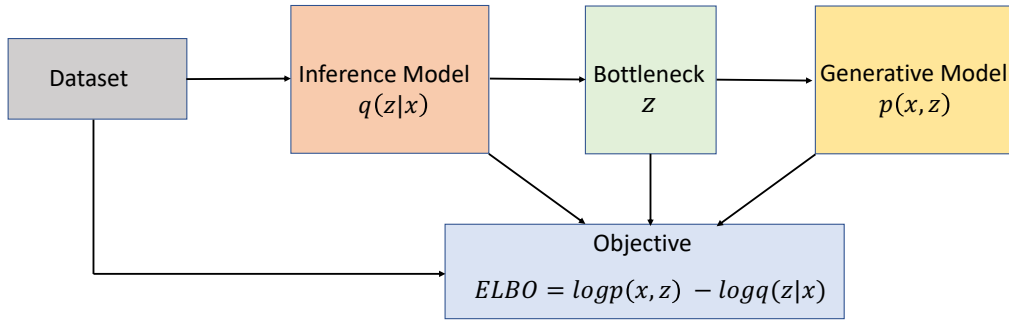 Dataset
Inference Model
q(z|x)
Bottleneck
z
Generative Model
p(x, z)
Objective
ELBO = logp(x, z) − logq(z|x)